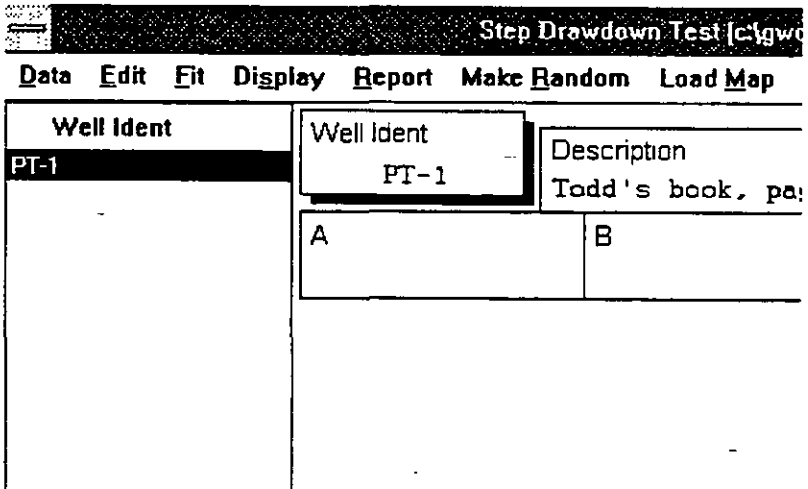 Step Drawdown Test [c:\gwc
Data Edit Fit Display Report Make Random Load Map
Well Ident
PT-1
Well Ident
PT-1
Description
Todd's book, pa
A
B